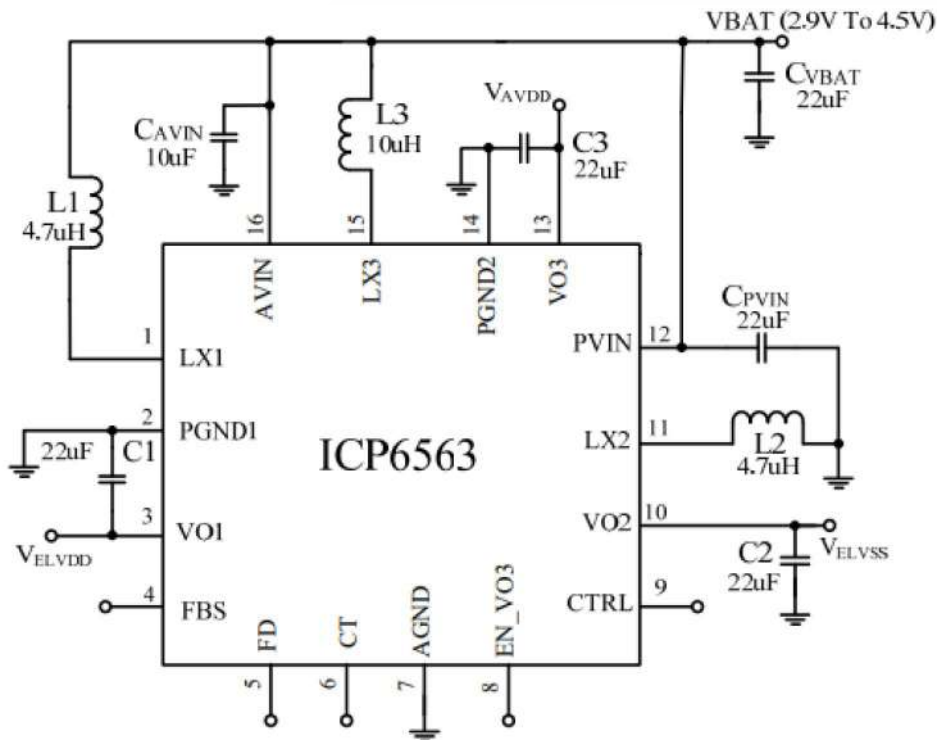 VBAT (2.9V To 4.5V)
CVBAT
22uF
VAVDD
L3
10uH
CAVIN
10uF
C3
22uF
L1
4.7uH
16
15
14
13
AVIN
LX3
PGND2
VO3
CPVIN
22uF
1
LX1
PVIN
12
2
PGND1
22uF
C1
ICP6563
LX2
11
L2
4.7uH
3
VO1
VELVDD
VO2
10
VELVSS
C2
22uF
4
FBS
CTRL
9
FD
CT
AGND
EN_VO3
5
6
7
8